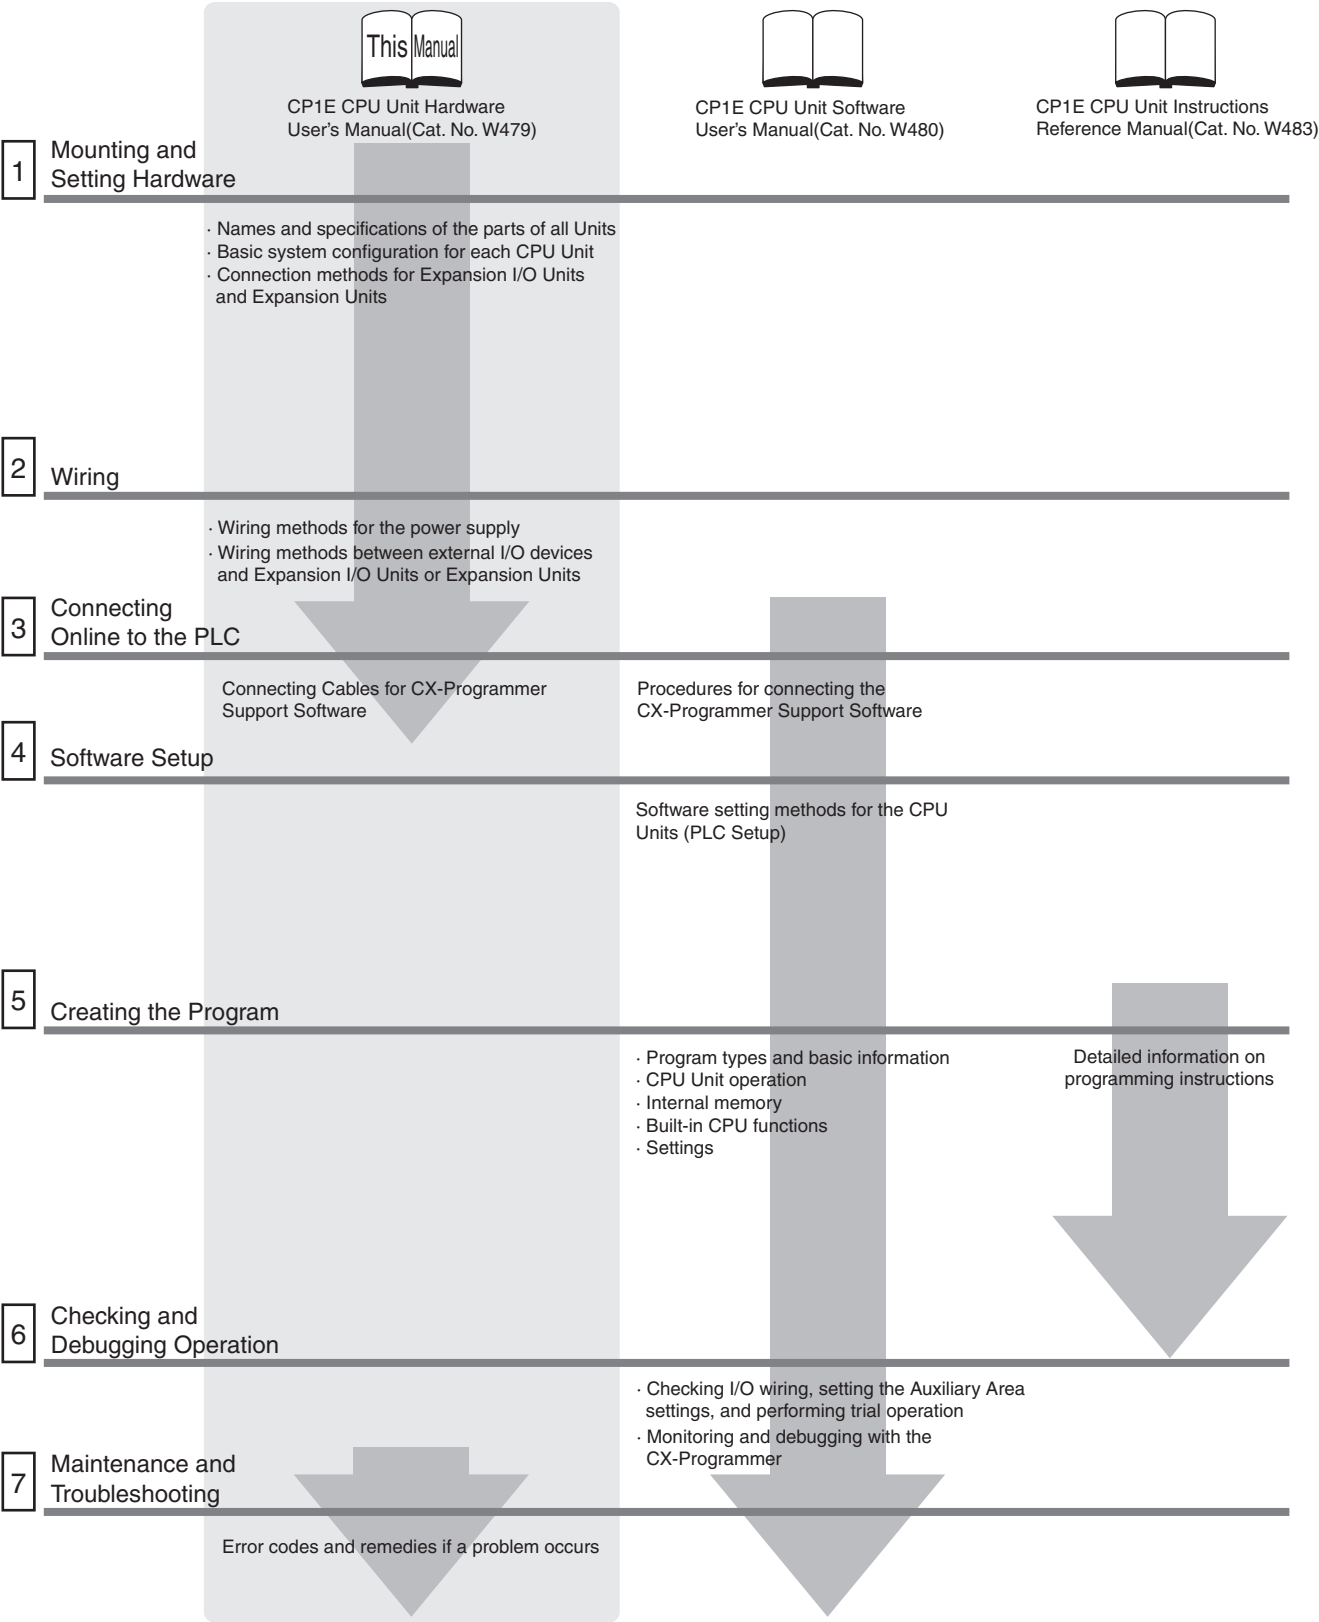 This Manual
CP1E CPU Unit Hardware
User's Manual(Cat. No. W479)
CP1E CPU Unit Software
User's Manual(Cat. No. W480)
CP1E CPU Unit Instructions
Reference Manual(Cat. No. W483)
1
Mounting and
Setting Hardware
· Names and specifications of the parts of all Units
· Basic system configuration for each CPU Unit
· Connection methods for Expansion I/O Units
and Expansion Units
2
Wiring
· Wiring methods for the power supply
· Wiring methods between external I/O devices
and Expansion I/O Units or Expansion Units
3
Connecting
Online to the PLC
Connecting Cables for CX-Programmer
Support Software
Procedures for connecting the
CX-Programmer Support Software
4
Software Setup
Software setting methods for the CPU
Units (PLC Setup)
5
Creating the Program
· Program types and basic information
· CPU Unit operation
· Internal memory
· Built-in CPU functions
· Settings
Detailed information on
programming instructions
6
Checking and
Debugging Operation
· Checking I/O wiring, setting the Auxiliary Area
settings, and performing trial operation
· Monitoring and debugging with the
CX-Programmer
7
Maintenance and
Troubleshooting
Error codes and remedies if a problem occurs